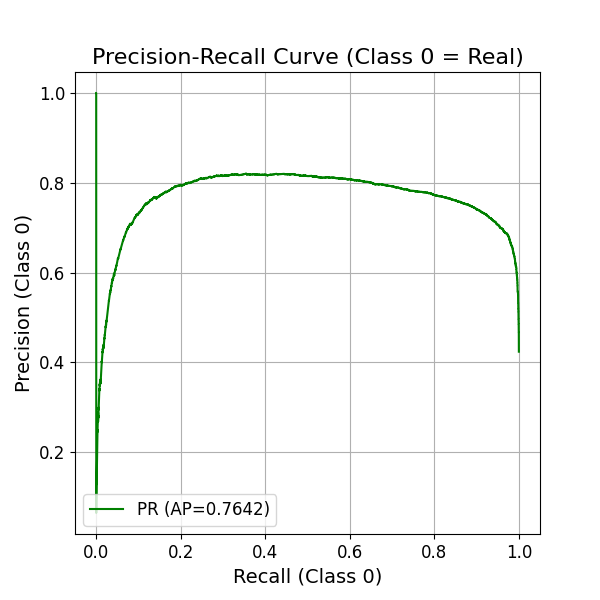 Precision-Recall Curve (Class 0 = Real)
Precision (Class 0)
1.0
0.8
0.6
0.4
0.2
PR (AP=0.7642)
0.0 0.2 0.4 0.6 0.8 1.0
Recall (Class 0)